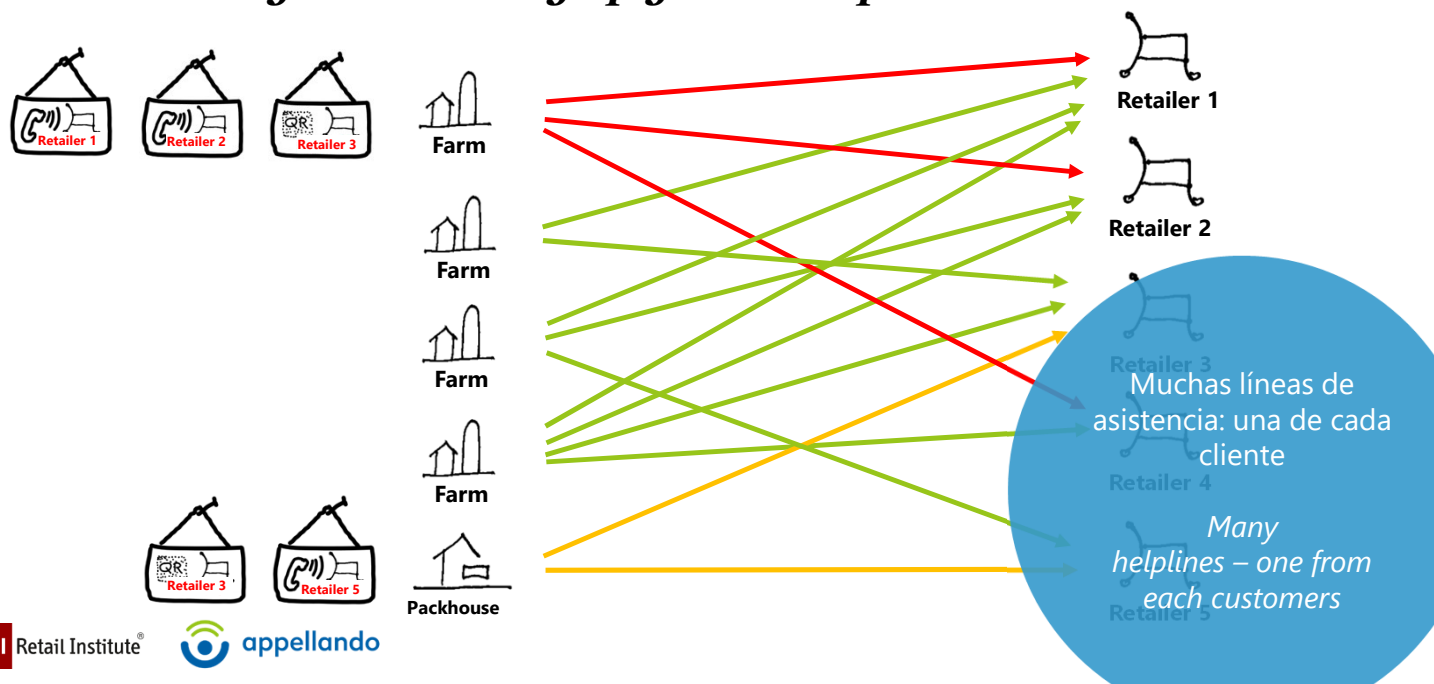 Retailer 1
Retailer 2
QR
Retailer 3
Farm
Retailer 1
Farm
Retailer 2
Farm
Retailer 3
Muchas líneas de
asistencia: una de cada
cliente
Farm
Retailer 4
Many
helplines – one from
each customers
QR
Retailer 3
Retailer 5
Packhouse
Retailer 5
Retail Institute®
appellando